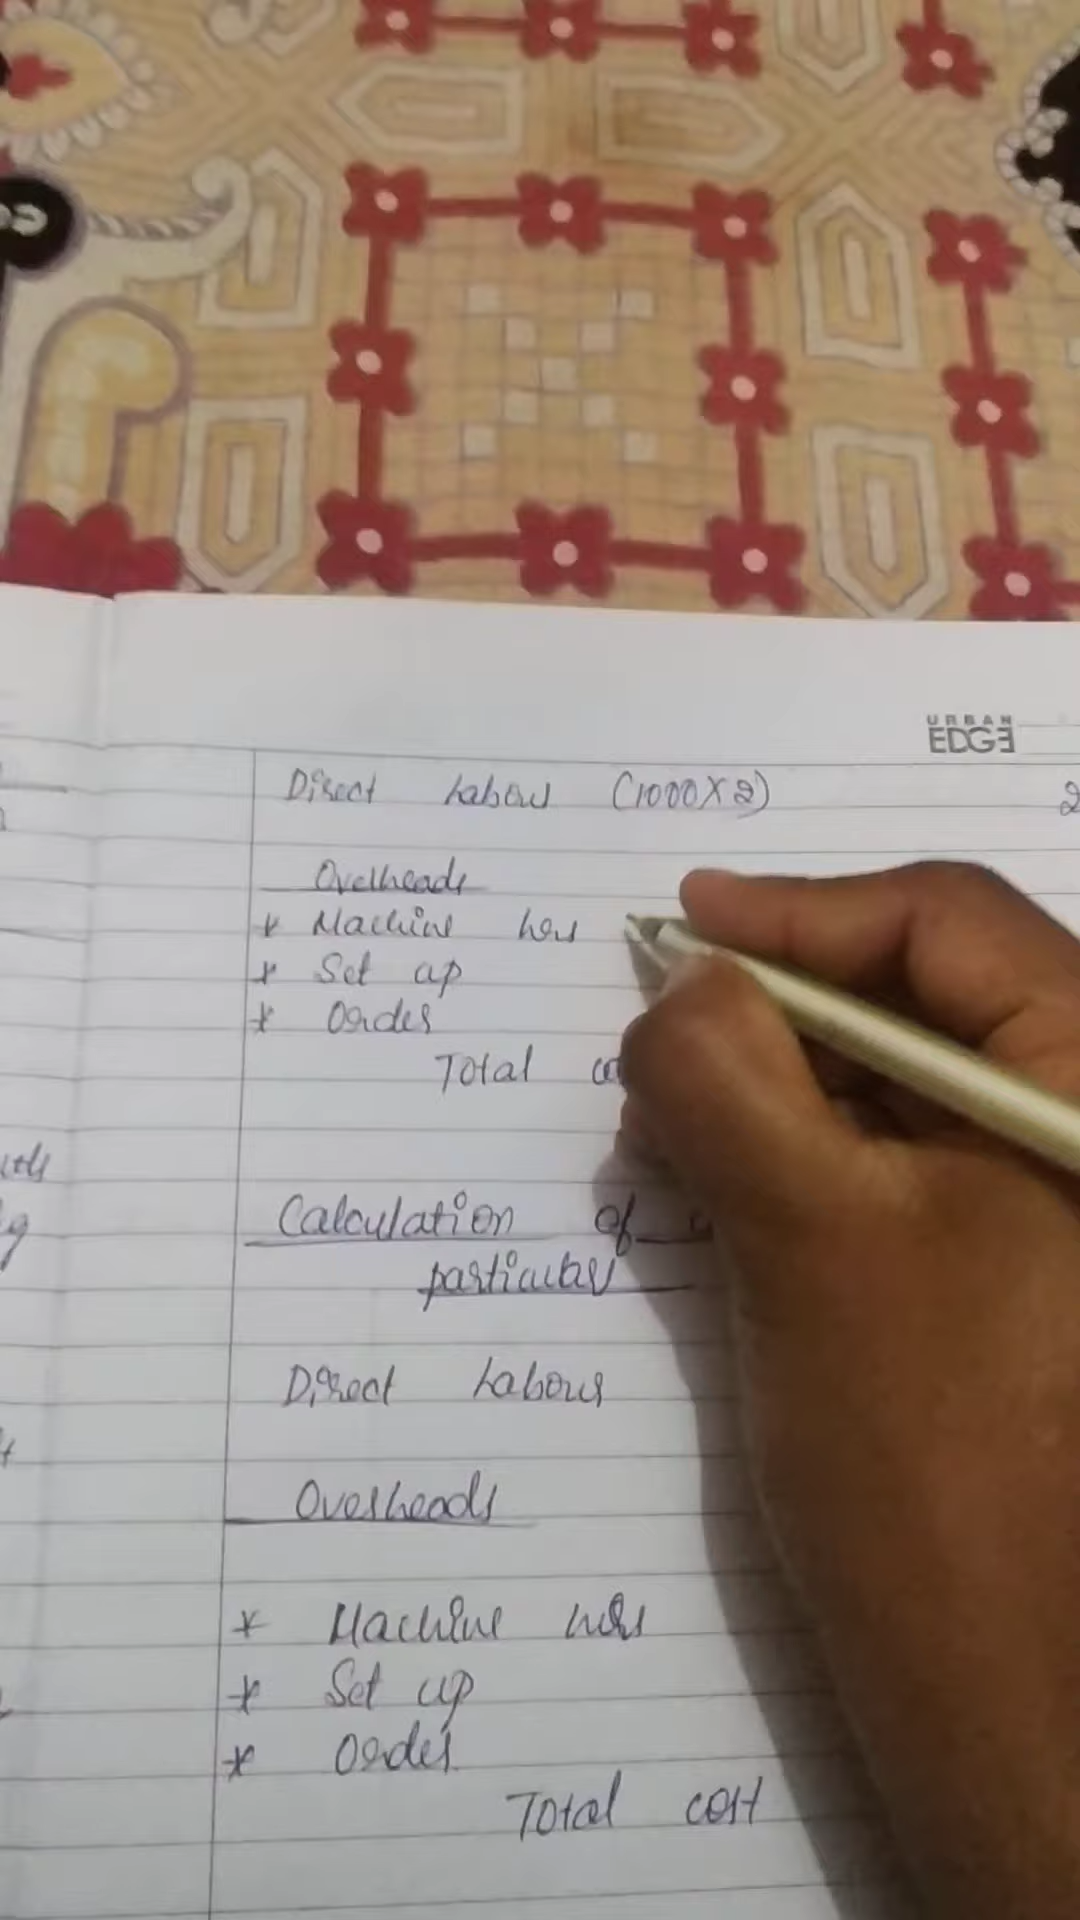 URBAN
EDGE
Direct Labour (1000X2) 2
Overheads
* Machine hrs
* Set up
* Order
Total
Calculation of
particular
Direct Labour
Overheads
* Machine hrs
* Set up
* Order
Total cost